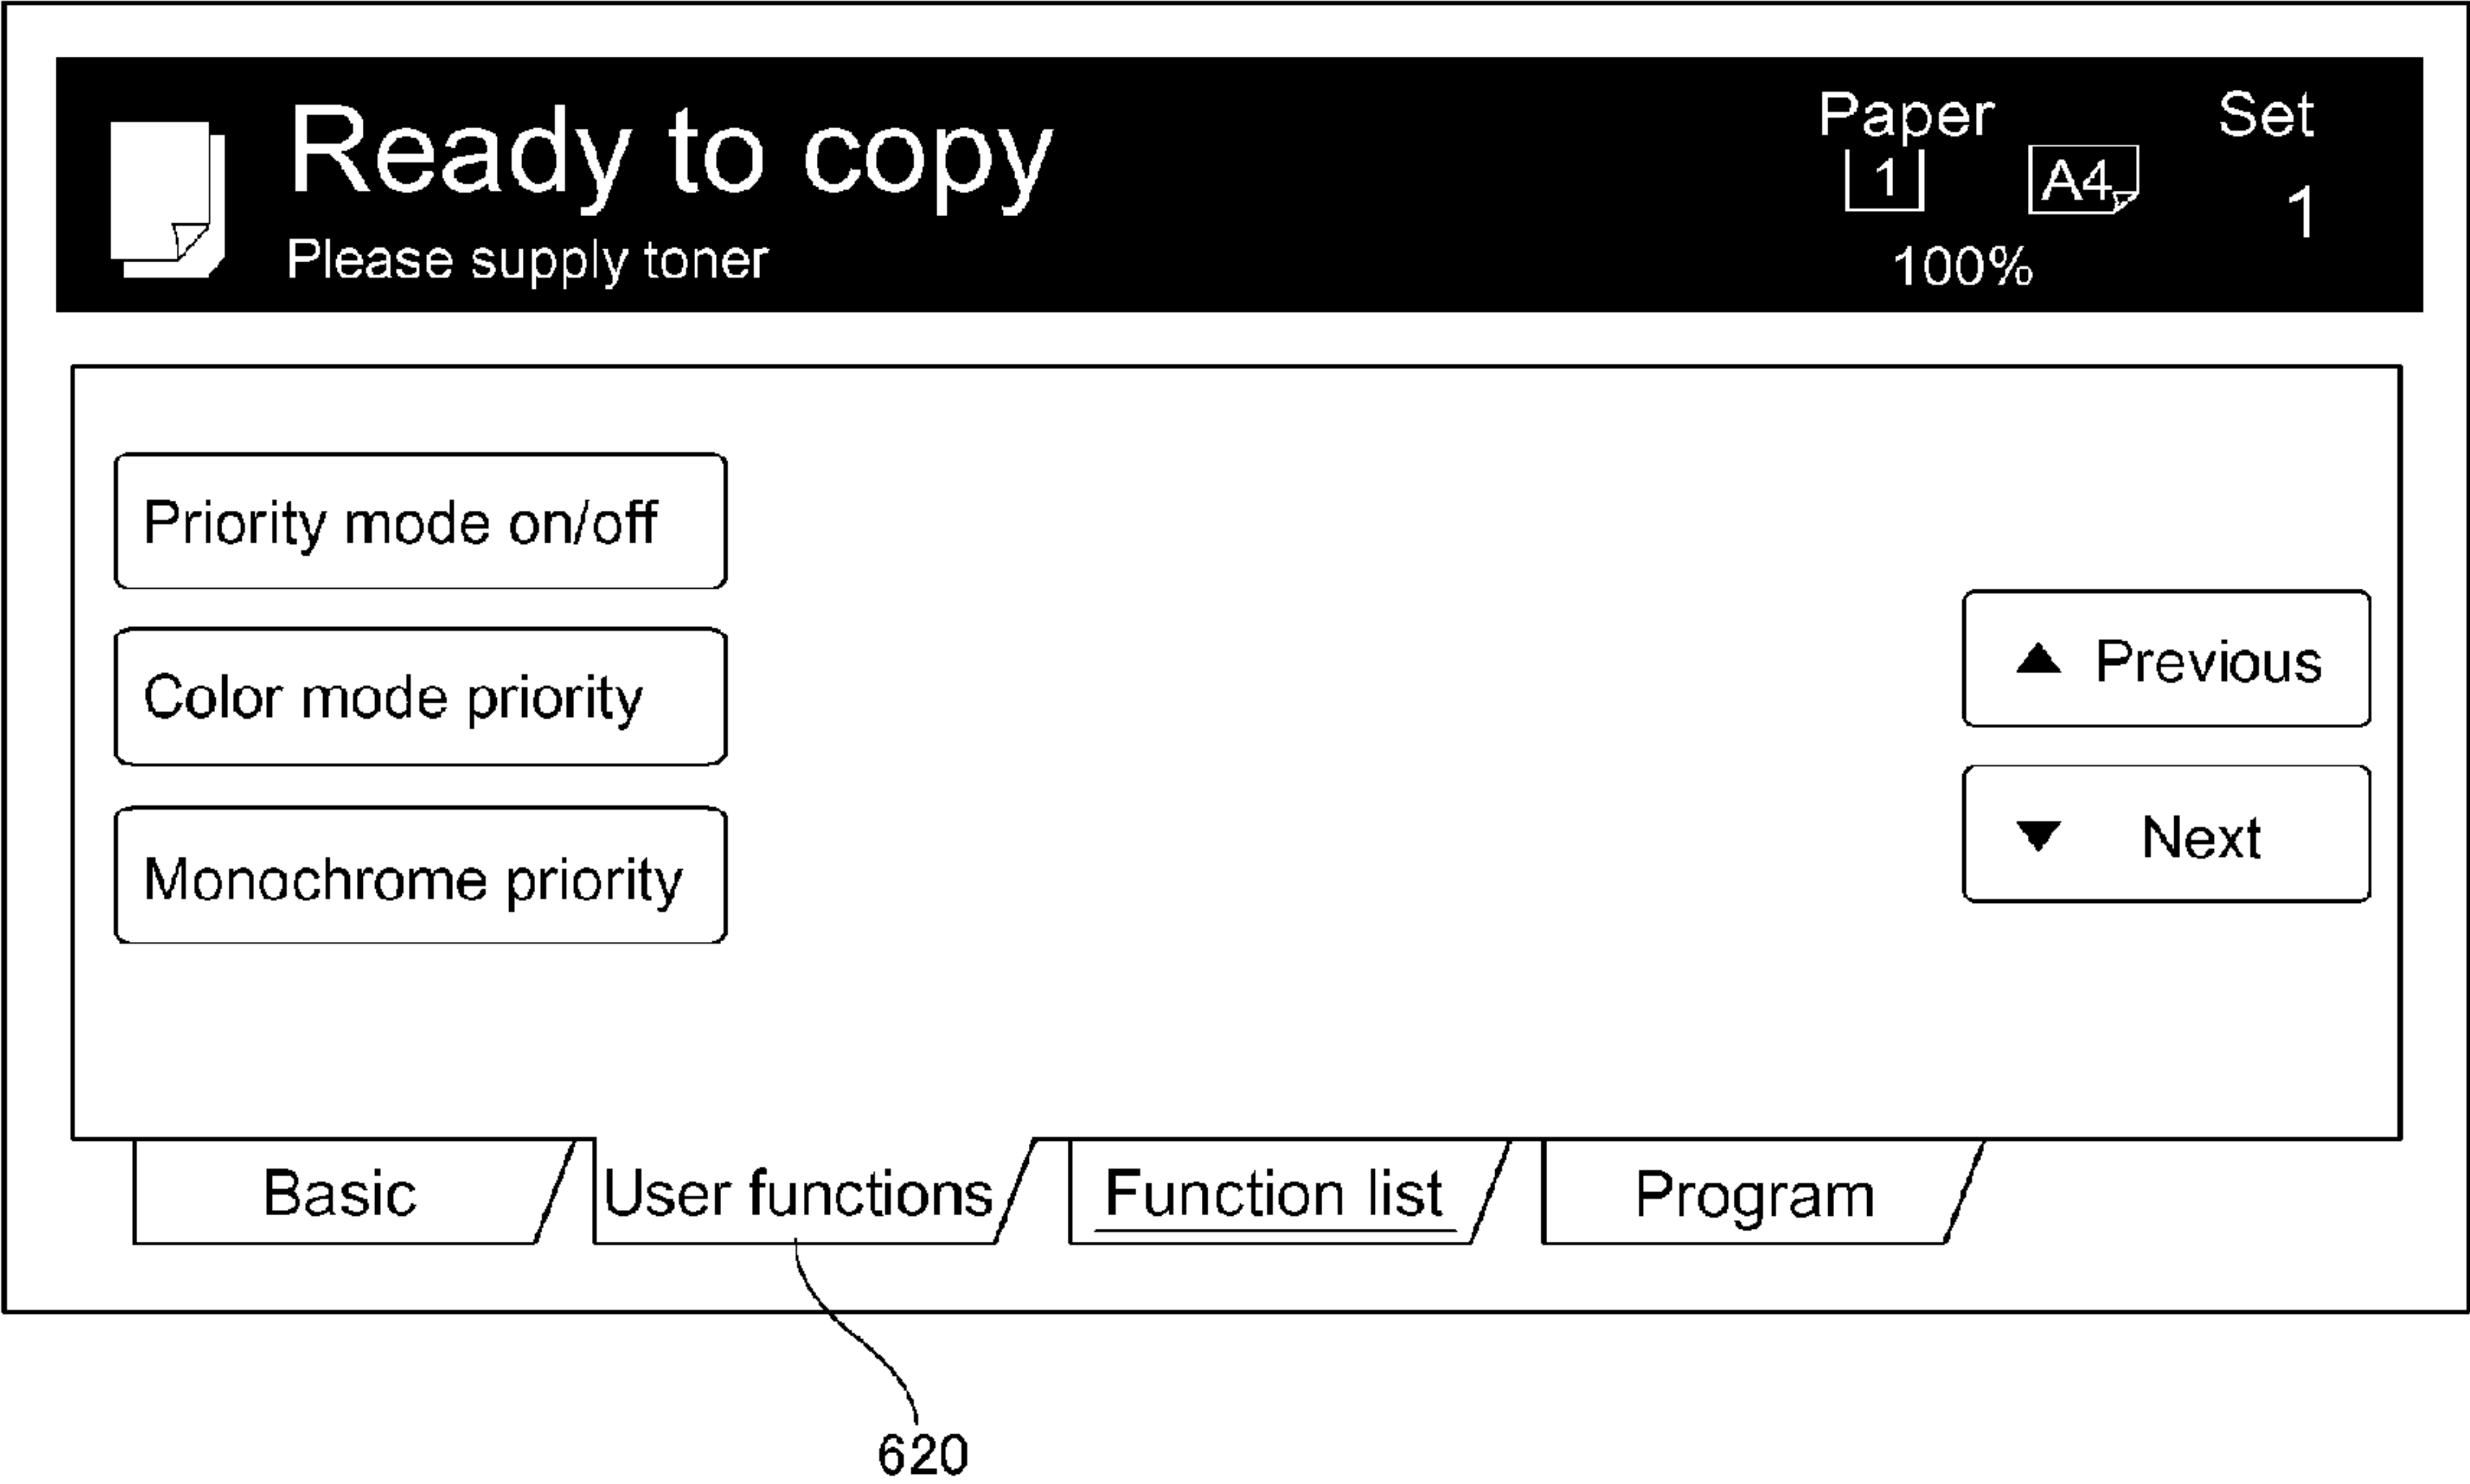 Ready to copy
Please supply toner
Paper
1
A4
100%
Set
1
Priority mode on/off
Color mode priority
Monochrome priority
▲ Previous
▼ Next
Basic
User functions
Function list
Program
620